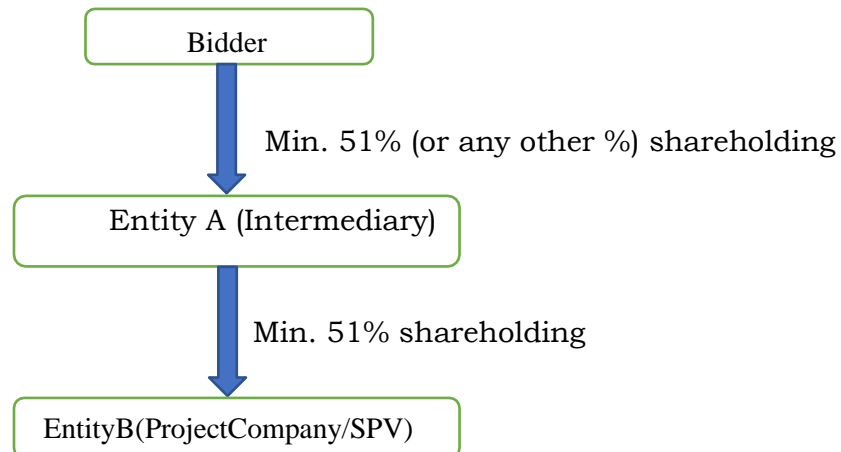 Bidder
Min. 51% (or any other %) shareholding
Entity A (Intermediary)
Min. 51% shareholding
EntityB(ProjectCompany/SPV)